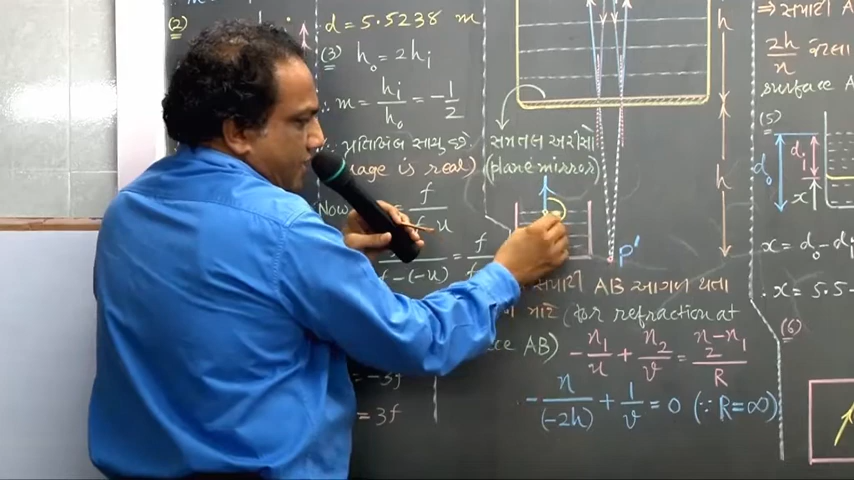 (2)
d = 5.5238 m
(3) h₀ = 2hᵢ
∴ m = hᵢ/h₀ = -1/2
∴ પ્રતિબિંબ સાચું છે
image is real)
Now
f
= f/
f-(-u) = f/
= -3f
= 3f
સમતલ અરીસો
(plane mirror)
h
h
P'
સપાટી AB આગળ થતા
માટે (for refraction at
AB) -n₁/u + n₂/v = n₂-n₁/R
-n/(-2h) + 1/v = 0 (∵ R=∞)
⇒ સપાટી A
2h/n
surface A
(5)
d₀
dᵢ
x
x = d₀ - dᵢ
∴ x = 5.5-
(6)